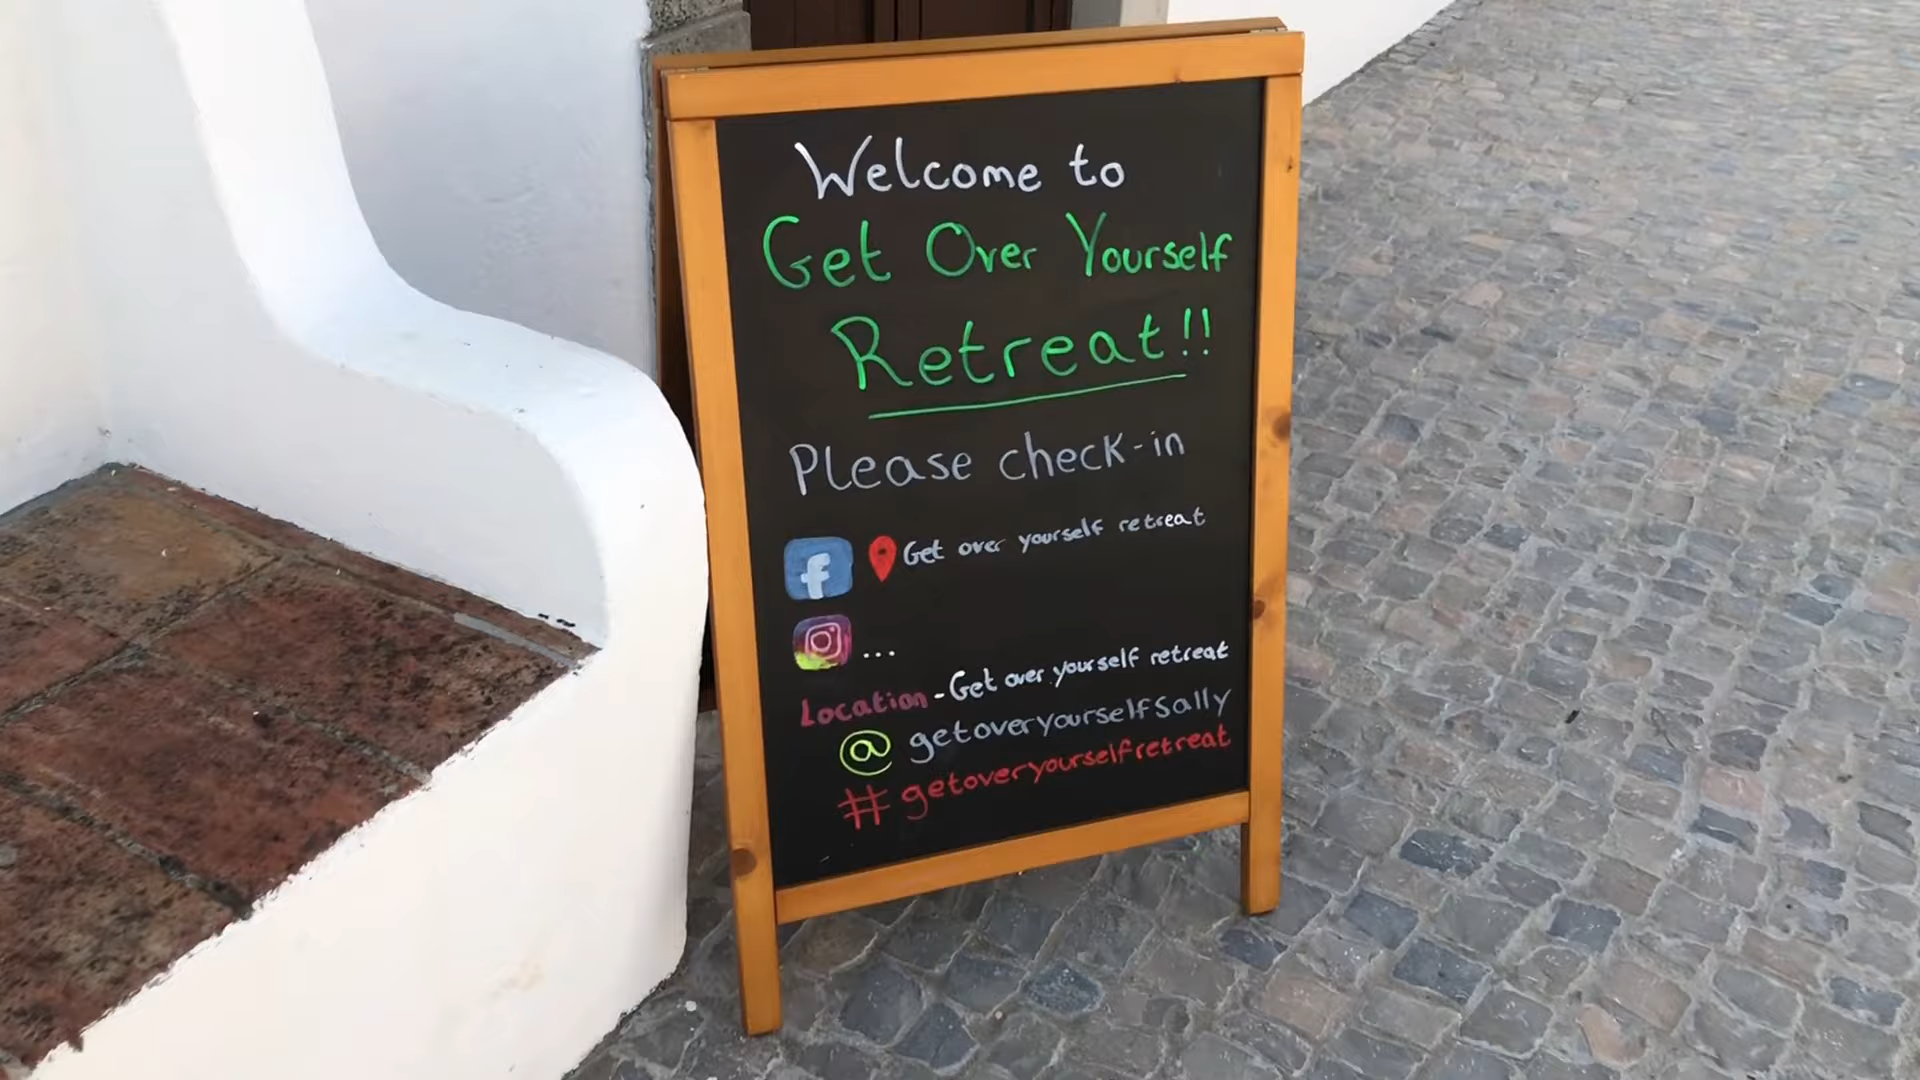 Welcome to
Get Over Yourself
Retreat!!
Please check-in
f Get over yourself retreat
...
Location - Get over yourself retreat
@ getoveryourselfsally
# getoveryourselfretreat